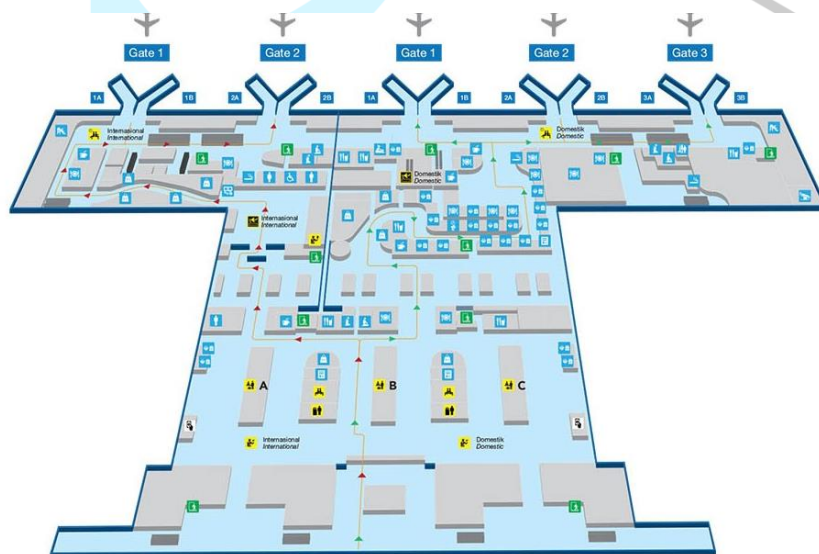 Gate 1
Gate 2
Gate 1
Gate 2
Gate 3
1A
1B
2A
2B
1A
1B
2A
2B
3A
3B
Internasional
International
Domestik
Domestic
Domestik
Domestic
Internasional
International
A
B
C
Internasional
International
Domestik
Domestic